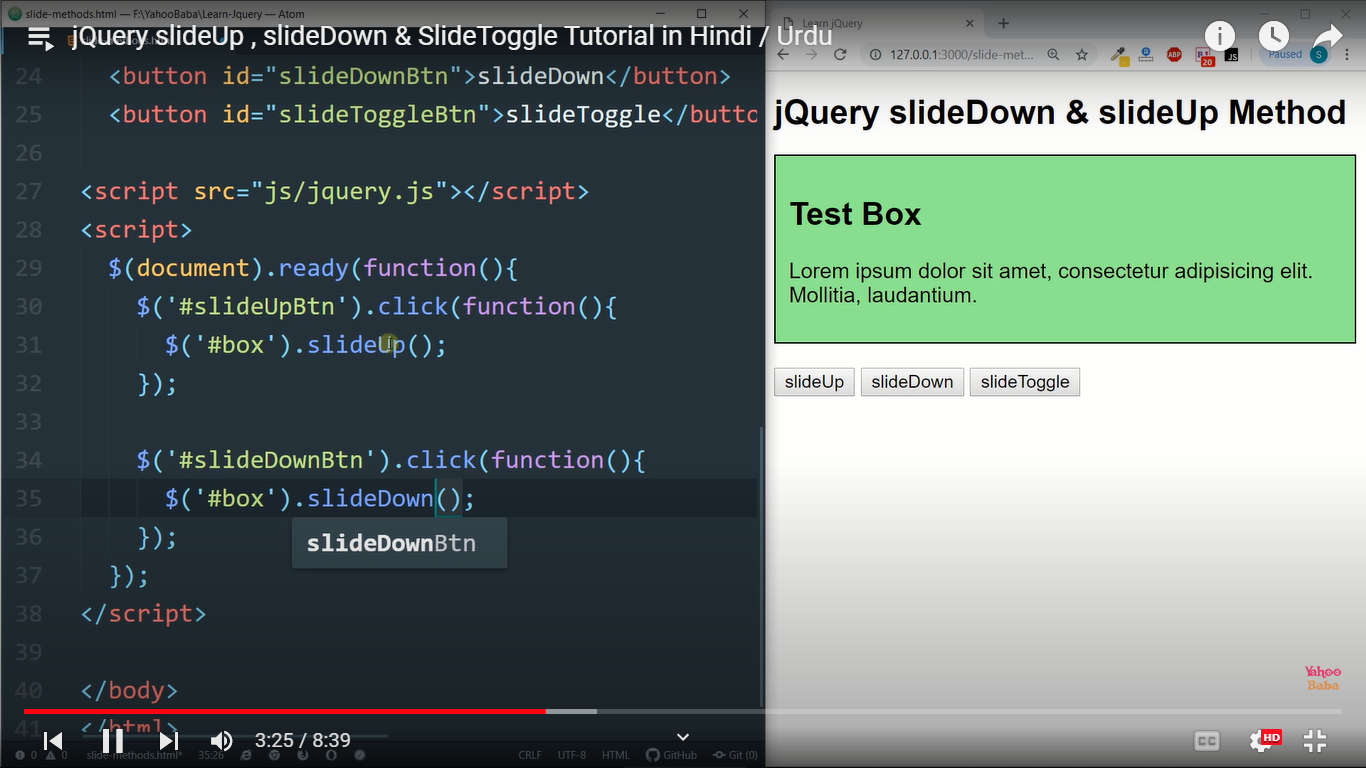 slide-methods.html — F:\YahooBaba\Learn-Jquery — Atom
jQuery slideUp , slideDown & SlideToggle Tutorial in Hindi / Urdu
24 <button id="slideDownBtn">slideDown</button>
25 <button id="slideToggleBtn">slideToggle</butto
26
27 <script src="js/jquery.js"></script>
28 <script>
29 $(document).ready(function(){
30 $('#slideUpBtn').click(function(){
31 $('#box').slideUp();
32 });
33
34 $('#slideDownBtn').click(function(){
35 $('#box').slideDown();
36 });
slideDownBtn
37 });
38 </script>
39
40 </body>
41 </html>
0 0 slide-methods.html* 35:26 CRLF UTF-8 HTML GitHub Git (0)
3:25 / 8:39
Learn jQuery
127.0.0.1:3000/slide-met...
ABP
20
JS
Paused
S
jQuery slideDown & slideUp Method
Test Box
Lorem ipsum dolor sit amet, consectetur adipisicing elit.
Mollitia, laudantium.
slideUp slideDown slideToggle
Yahoo
Baba
CC
HD